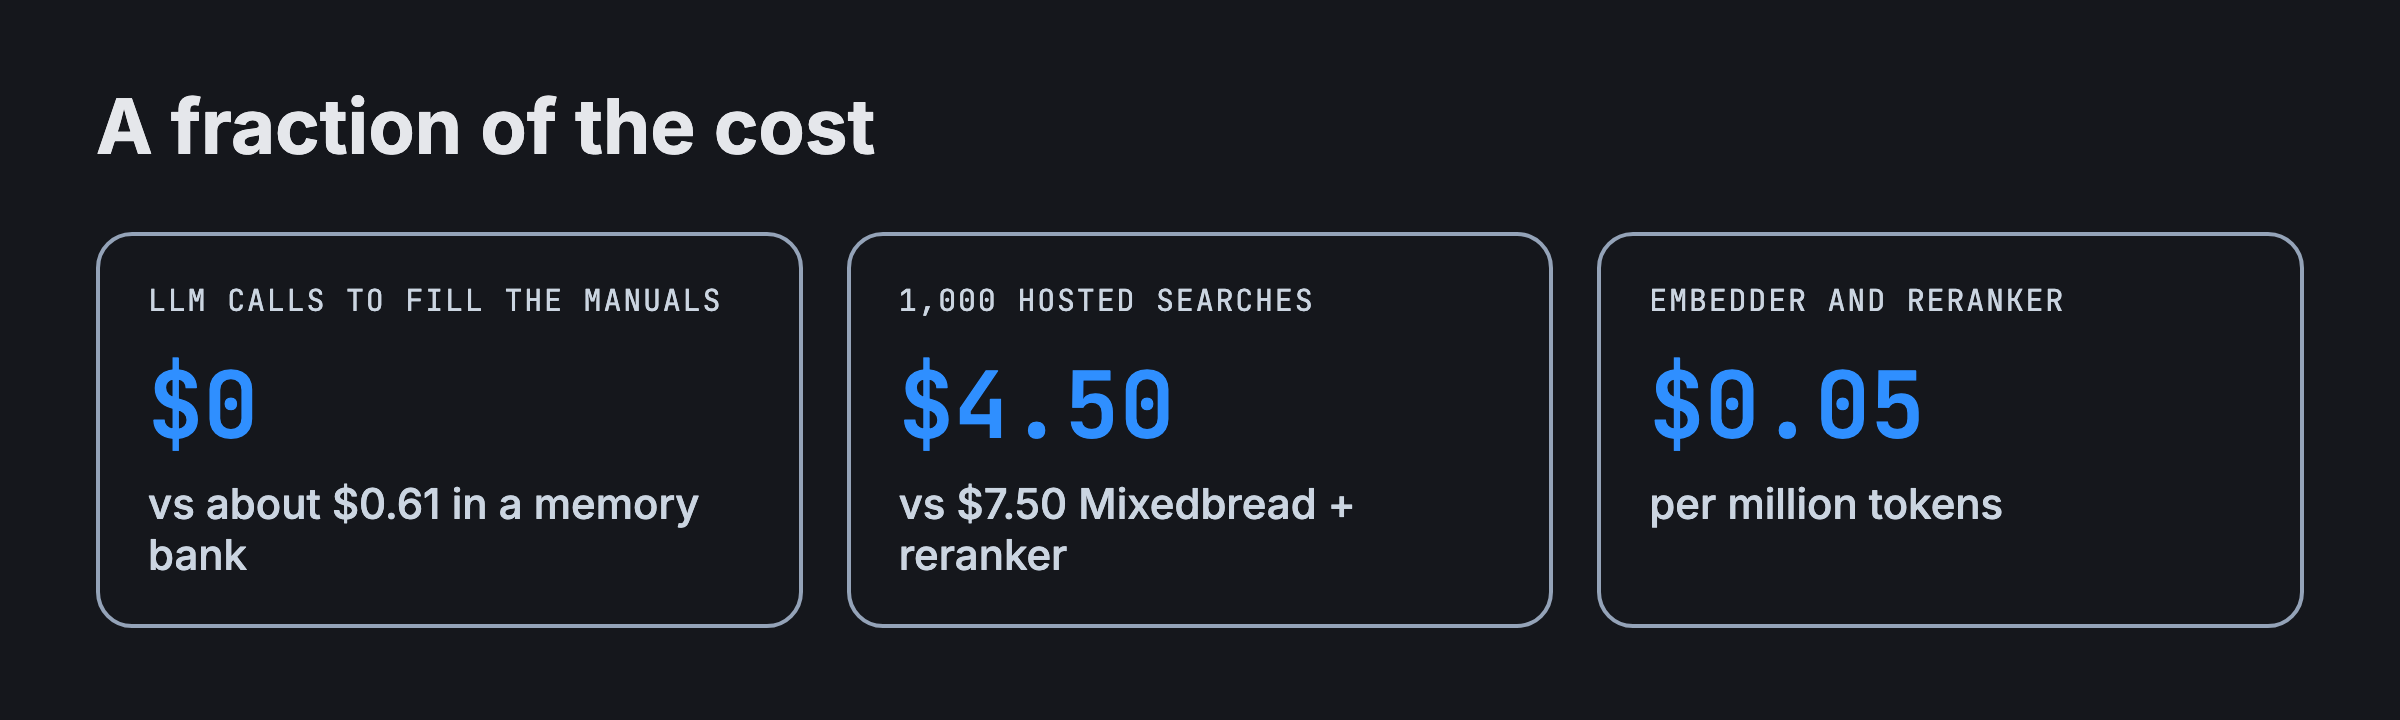 A fraction of the cost
LLM CALLS TO FILL THE MANUALS
$0
vs about $0.61 in a memory
bank
1,000 HOSTED SEARCHES
$4.50
vs $7.50 Mixedbread +
reranker
EMBEDDER AND RERANKER
$0.05
per million tokens